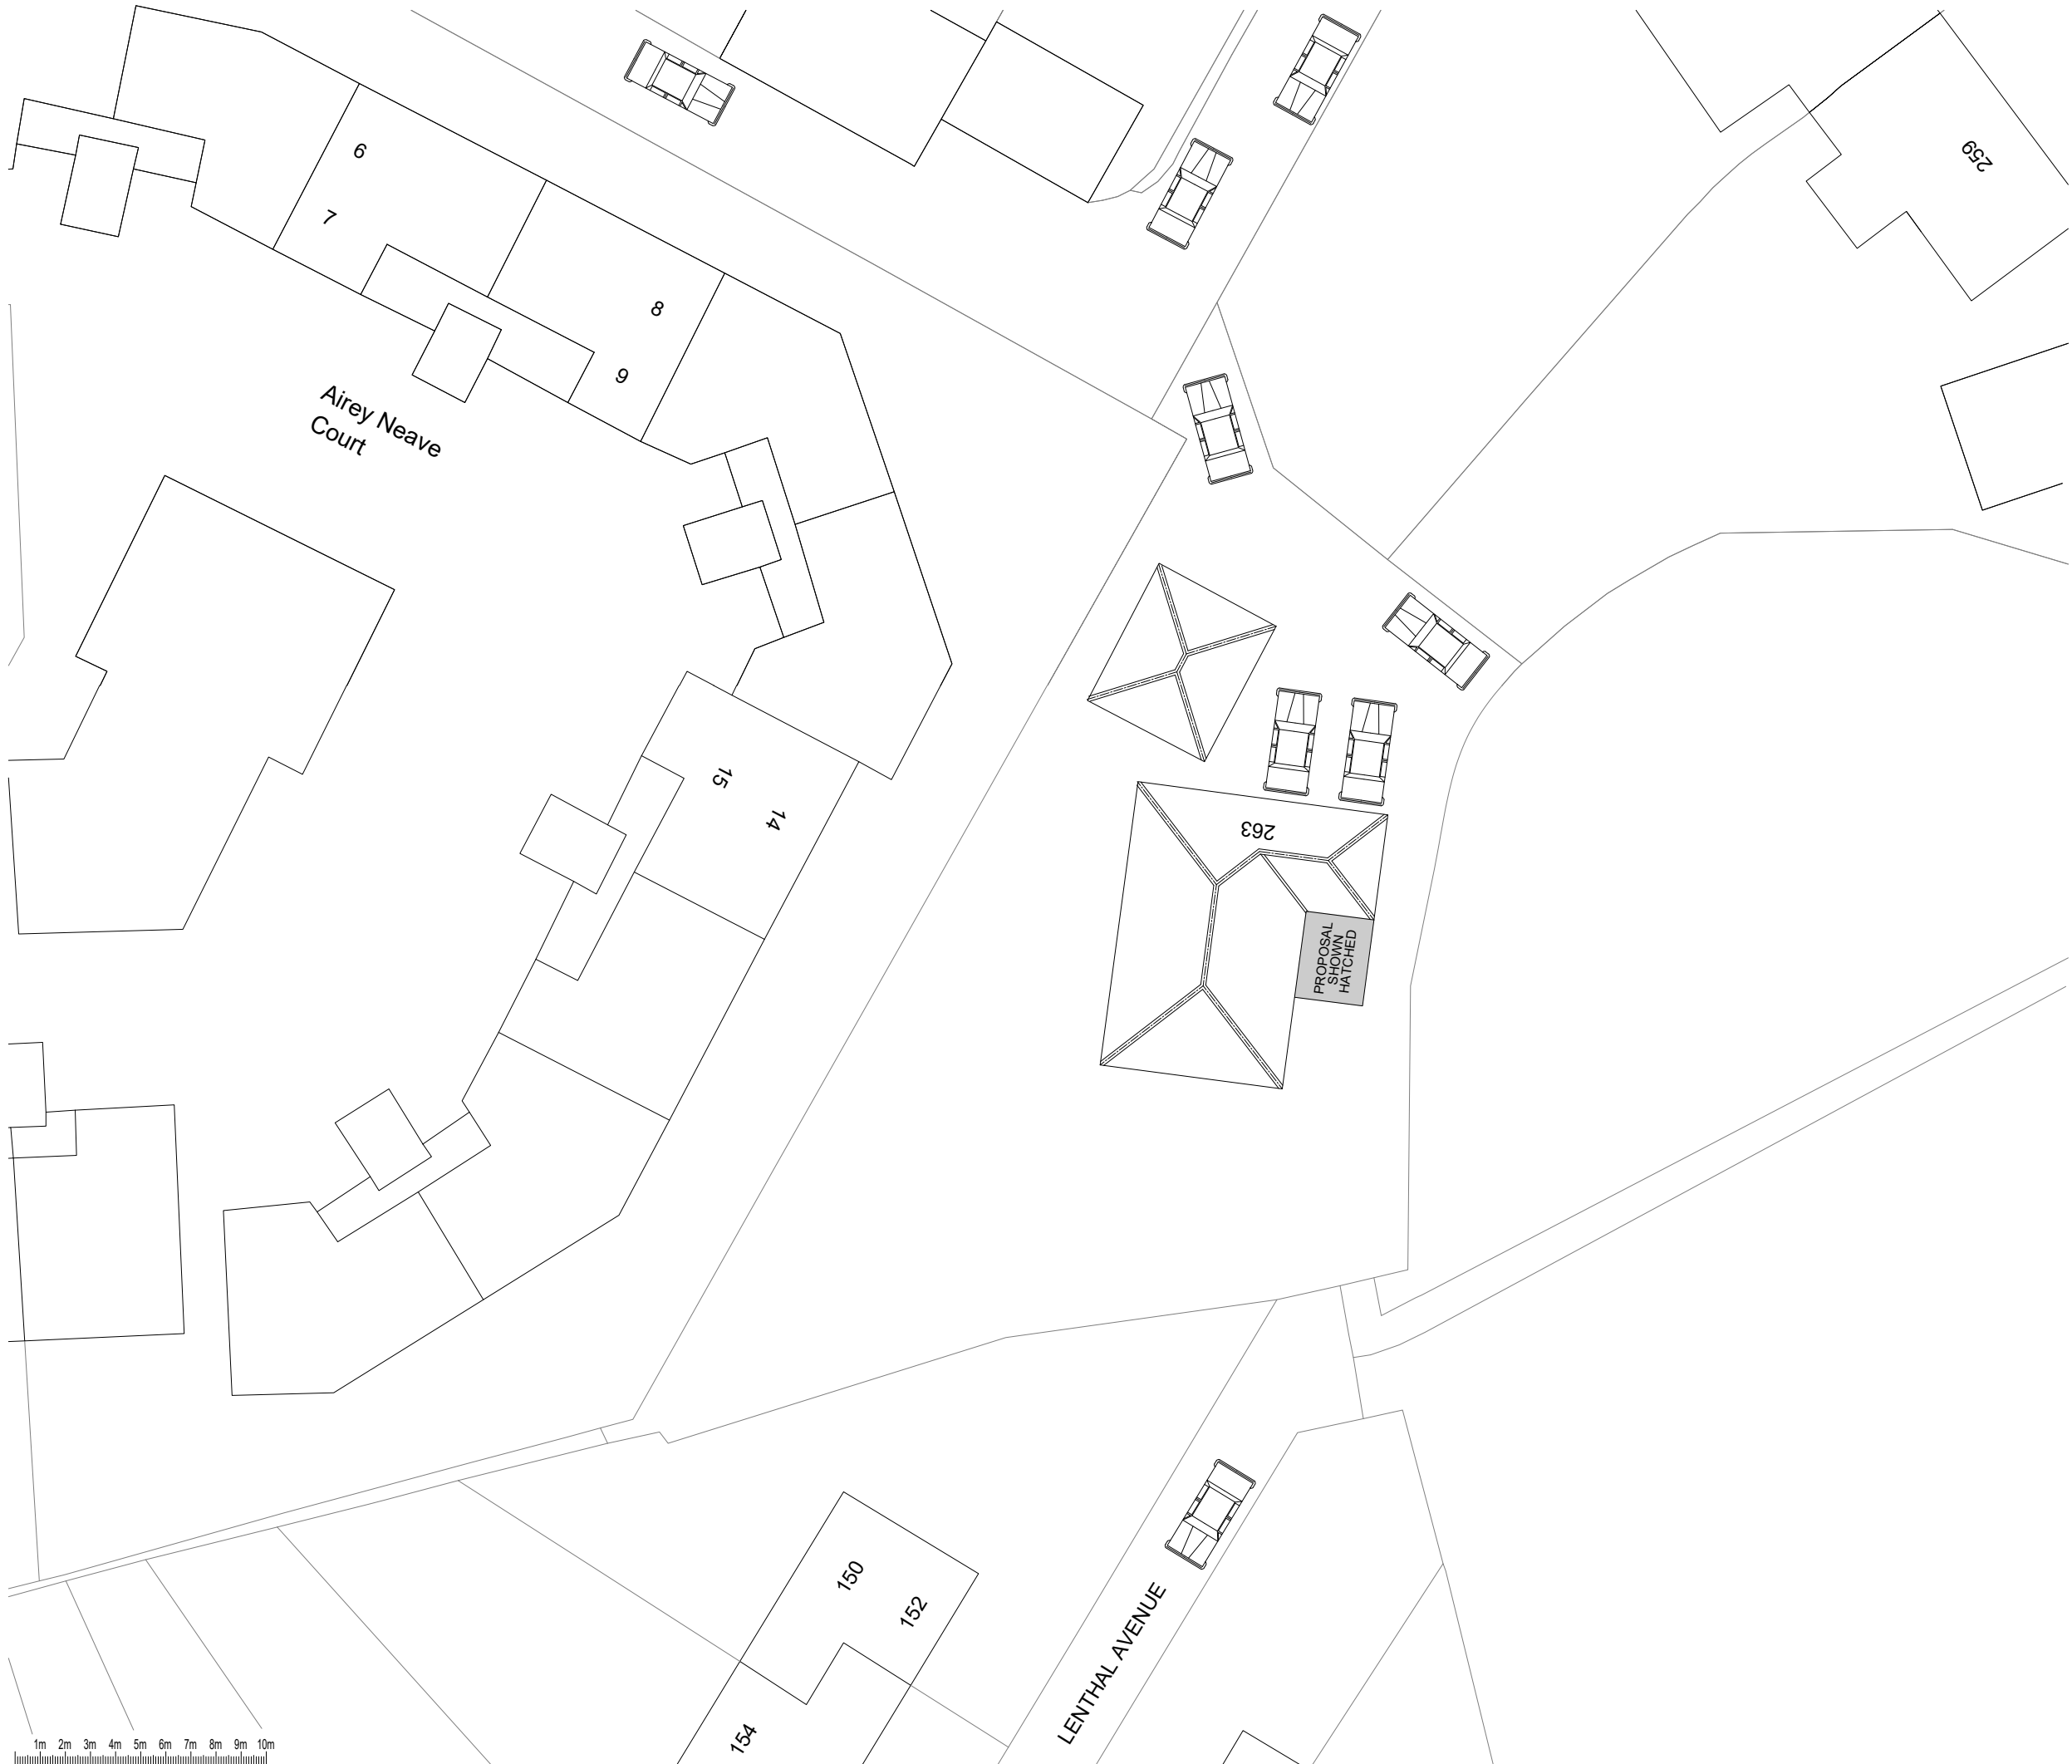 259
6
7
8
9
Airey Neave
Court
15
14
263
PROPOSAL
SHOWN
HATCHED
150
152
154
LENTHAL AVENUE
1m 2m 3m 4m 5m 6m 7m 8m 9m 10m